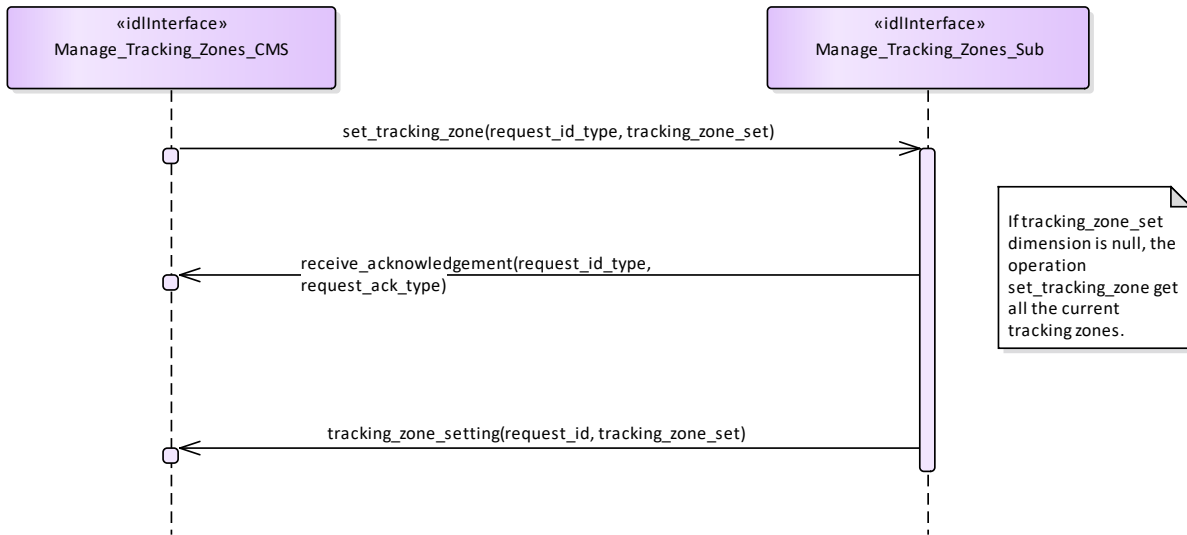 «idlInterface»
Manage_Tracking_Zones_CMS
«idlInterface»
Manage_Tracking_Zones_Sub
set_tracking_zone(request_id_type, tracking_zone_set)
If tracking_zone_set
dimension is null, the
operation
set_tracking_zone get
all the current
tracking zones.
receive_acknowledgement(request_id_type,
request_ack_type)
tracking_zone_setting(request_id, tracking_zone_set)